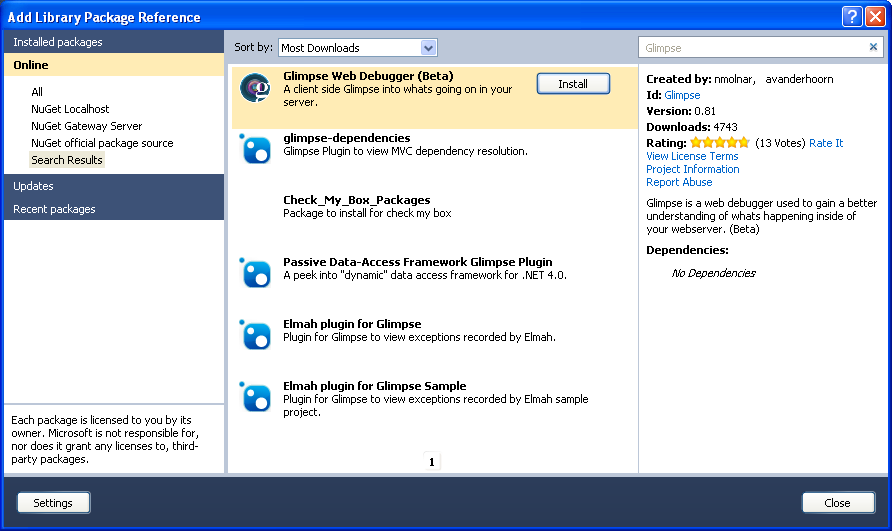 Add Library Package Reference
Installed packages
Online
All
NuGet Localhost
NuGet Gateway Server
NuGet official package source
Search Results
Updates
Recent packages
Each package is licensed to you by its
owner. Microsoft is not responsible for,
nor does it grant any licenses to, third-
party packages.
Sort by: Most Downloads
Glimpse Web Debugger (Beta)
A client side Glimpse into whats going on in your
server.
Install
glimpse-dependencies
Glimpse Plugin to view MVC dependency resolution.
Check_My_Box_Packages
Package to install for check my box
Passive Data-Access Framework Glimpse Plugin
A peek into "dynamic" data access framework for .NET 4.0.
Elmah plugin for Glimpse
Plugin for Glimpse to view exceptions recorded by Elmah.
Elmah plugin for Glimpse Sample
Plugin for Glimpse to view exceptions recorded by Elmah sample
project.
1
Glimpse
Created by: nmolnar, avanderhoorn
Id: Glimpse
Version: 0.81
Downloads: 4743
Rating: (13 Votes) Rate It
View License Terms
Project Information
Report Abuse
Glimpse is a web debugger used to gain a better
understanding of whats happening inside of
your webserver. (Beta)
Dependencies:
No Dependencies
Settings
Close